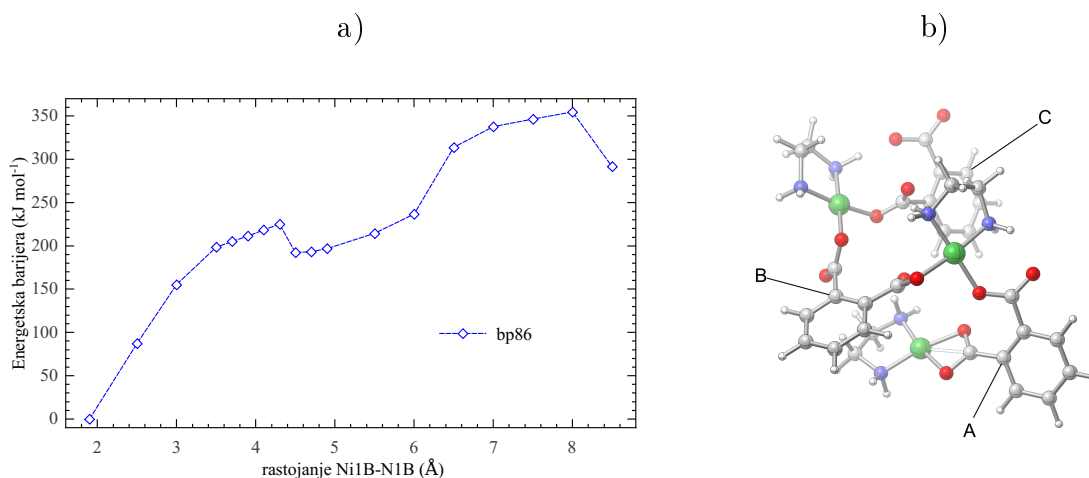 a)
b)
Energetska barijera (kJ mol⁻¹)
350
300
250
200
150
100
50
0
2 3 4 5 6 7 8
rastojanje Ni1B-N1B (Å)
bp86
C
B
A